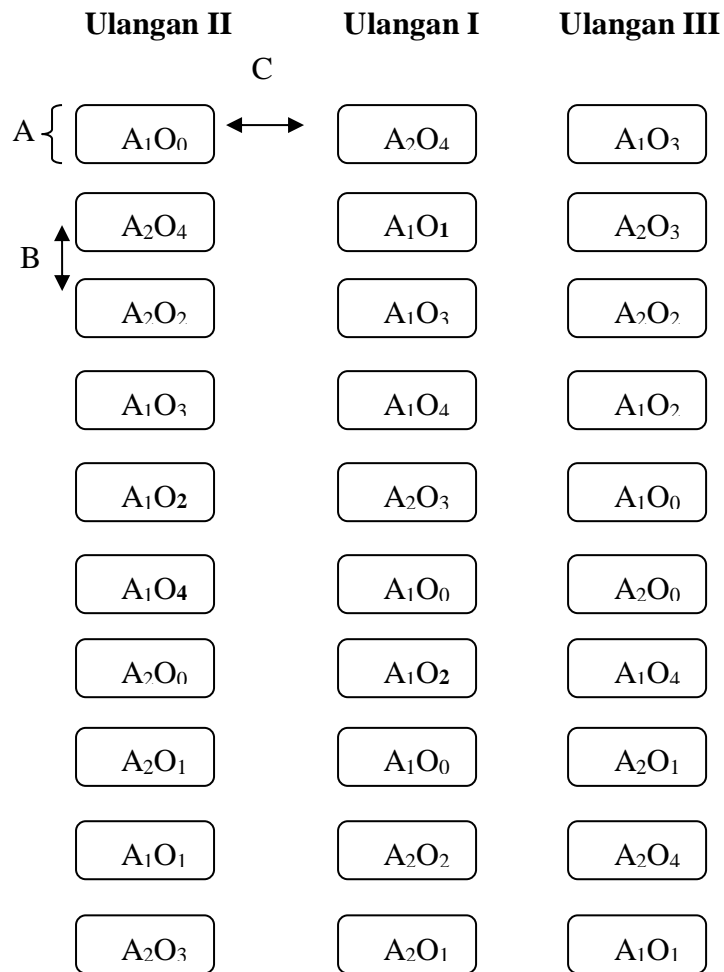 Ulangan II Ulangan I Ulangan III
C
A A₁O₀ A₂O₄ A₁O₃
A₂O₄ A₁O1 A₂O₃
B
A₂O₂ A₁O₃ A₂O₂
A₁O₃ A₁O₄ A₁O₂
A₁O2 A₂O₃ A₁O₀
A₁O4 A₁O₀ A₂O₀
A₂O₀ A₁O2 A₁O₄
A₂O₁ A₁O₀ A₂O₁
A₁O₁ A₂O₂ A₂O₄
A₂O₃ A₂O₁ A₁O₁